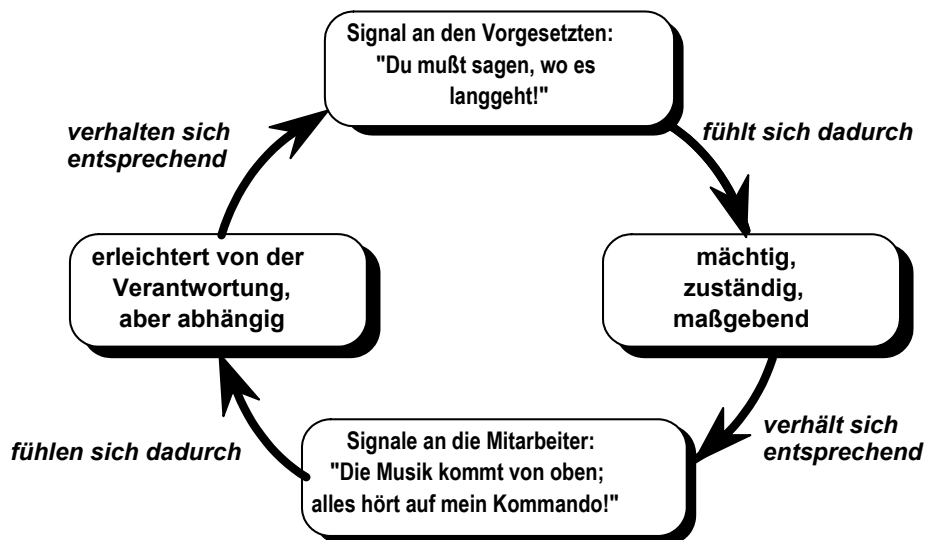 Signal an den Vorgesetzten:
"Du mußt sagen, wo es
langgeht!"
verhalten sich
entsprechend
fühlt sich dadurch
erleichtert von der
Verantwortung,
aber abhängig
mächtig,
zuständig,
maßgebend
fühlen sich dadurch
Signale an die Mitarbeiter:
"Die Musik kommt von oben;
alles hört auf mein Kommando!"
verhält sich
entsprechend